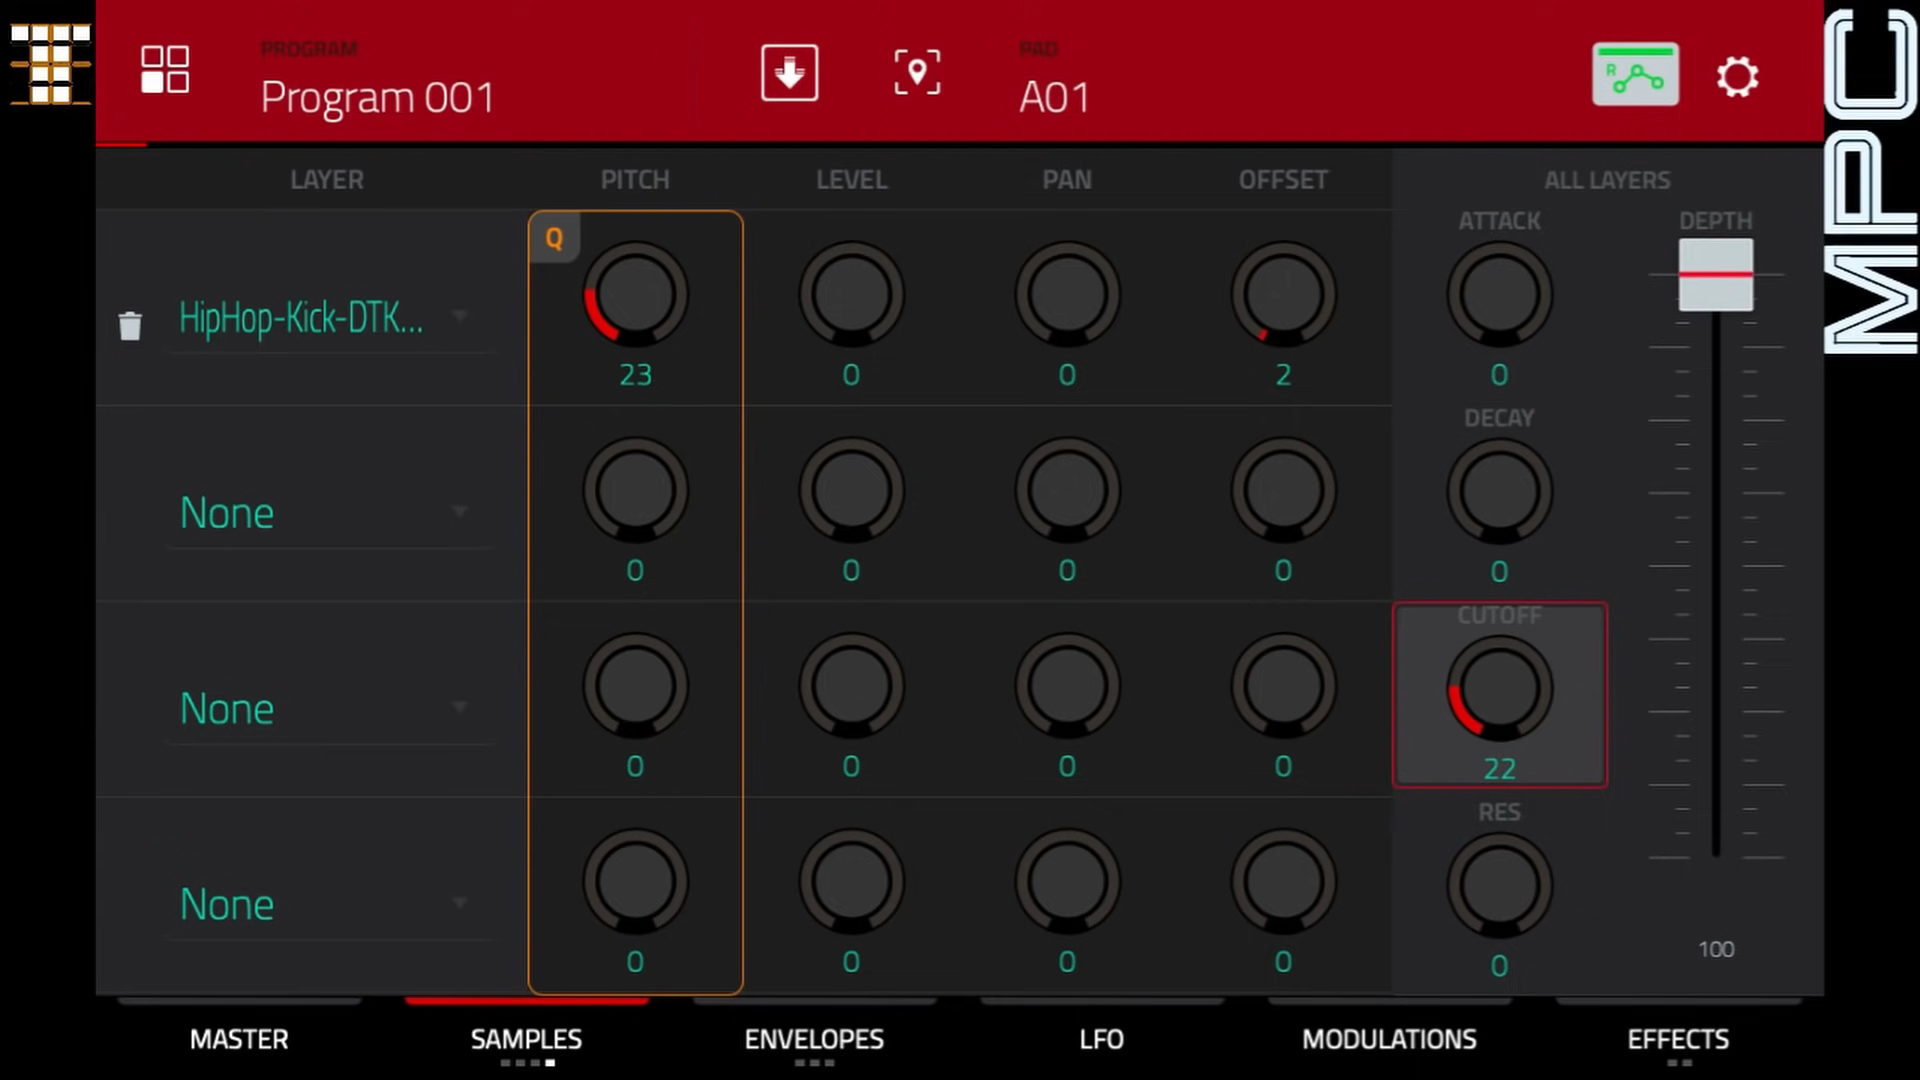 PROGRAM
Program 001
PAD
A01
R
MPC
LAYER
PITCH
LEVEL
PAN
OFFSET
ALL LAYERS
ATTACK
DEPTH
Q
HipHop-Kick-DTK...
23
0
0
2
0
DECAY
None
0
0
0
0
0
CUTOFF
None
0
0
0
0
22
RES
None
0
0
0
0
0
100
MASTER
SAMPLES
ENVELOPES
LFO
MODULATIONS
EFFECTS